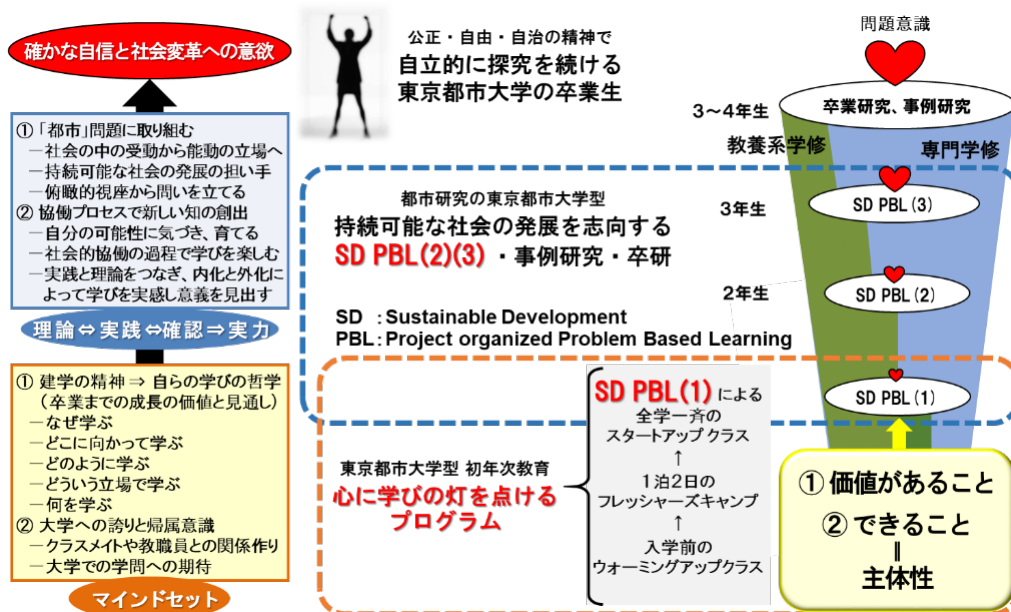 確かな自信と社会変革への意欲
① 「都市」問題に取り組む
―社会の中の受動から能動の立場へ
―持続可能な社会の発展の担い手
―俯瞰的視座から問いを立てる
② 協働プロセスで新しい知の創出
―自分の可能性に気づき、育てる
―社会的協働の過程で学びを楽しむ
―実践と理論をつなぎ、内化と外化に
よって学びを実感し意義を見出す
理論⇔実践⇔確認⇒実力
① 建学の精神 ⇒ 自らの学びの哲学
（卒業までの成長の価値と見通し）
―なぜ学ぶ
―どこに向かって学ぶ
―どのように学ぶ
―どういう立場で学ぶ
―何を学ぶ
② 大学への誇りと帰属意識
―クラスメイトや教職員との関係作り
―大学での学問への期待
マインドセット
公正・自由・自治の精神で
自立的に探究を続ける
東京都市大学の卒業生
都市研究の東京都市大学型
持続可能な社会の発展を志向する
SD PBL(2)(3) ・事例研究・卒研
SD ：Sustainable Development
PBL：Project organized Problem Based Learning
東京都市大学型 初年次教育
心に学びの灯を点ける
プログラム
SD PBL(1) による
全学一斉の
スタートアップクラス
↑
1泊2日の
フレッシャーズキャンプ
↑
入学前の
ウォーミングアップクラス
問題意識
3～4年生
卒業研究、事例研究
教養系学修
専門学修
3年生
SD PBL(3)
2年生
SD PBL(2)
SD PBL(1)
① 価値があること
② できること
‖
主体性